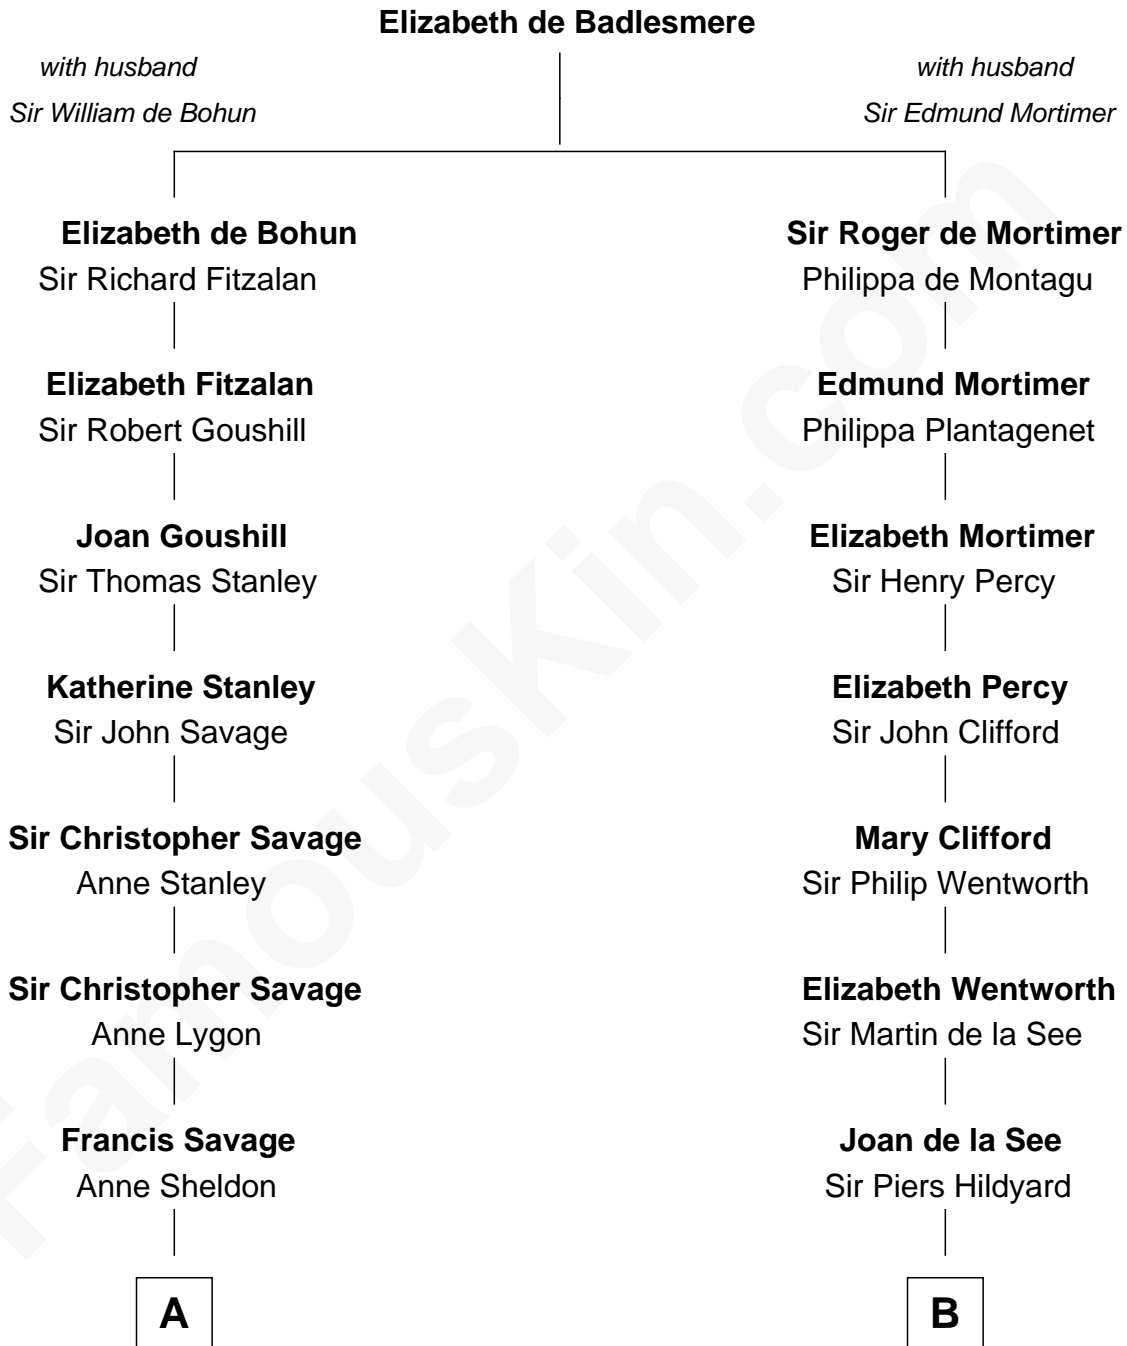 Elizabeth de Badlesmere
with husband
Sir William de Bohun
with husband
Sir Edmund Mortimer
Elizabeth de Bohun
Sir Richard Fitzalan
Elizabeth Fitzalan
Sir Robert Goushill
Joan Goushill
Sir Thomas Stanley
Katherine Stanley
Sir John Savage
Sir Christopher Savage
Anne Stanley
Sir Christopher Savage
Anne Lygon
Francis Savage
Anne Sheldon
A
Sir Roger de Mortimer
Philippa de Montagu
Edmund Mortimer
Philippa Plantagenet
Elizabeth Mortimer
Sir Henry Percy
Elizabeth Percy
Sir John Clifford
Mary Clifford
Sir Philip Wentworth
Elizabeth Wentworth
Sir Martin de la See
Joan de la See
Sir Piers Hildyard
B
FamousKin.com